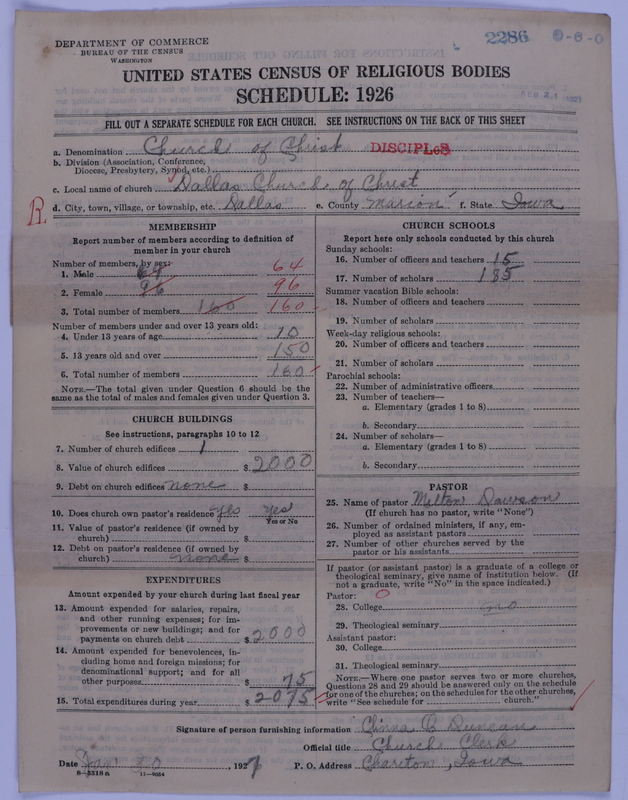 2286 0-6-0
DEPARTMENT OF COMMERCE
BUREAU OF THE CENSUS
WASHINGTON
UNITED STATES CENSUS OF RELIGIOUS BODIES
SCHEDULE: 1926
FEB 21 1927
FILL OUT A SEPARATE SCHEDULE FOR EACH CHURCH. SEE INSTRUCTIONS ON THE BACK OF THIS SHEET
a. Denomination Church of Christ DISCIPLES
b. Division (Association, Conference,
Diocese, Presbytery, Synod, etc.)
c. Local name of church Dallas Church of Christ
d. City, town, village, or township, etc. Dallas e. County Marion f. State Iowa
R
MEMBERSHIP
Report number of members according to definition of
member in your church
Number of members, by sex:
1. Male 64 64
2. Female 96 96
3. Total number of members 160 160
Number of members under and over 13 years old:
4. Under 13 years of age 10
5. 13 years old and over 150
6. Total number of members 160
NOTE.—The total given under Question 6 should be
same as the total of males and females given under Question 3.
CHURCH BUILDINGS
See instructions, paragraphs 10 to 12
7. Number of church edifices 1
8. Value of church edifices $ 2000
9. Debt on church edifices none $
10. Does church own pastor's residence? yes yes
Yes or No
11. Value of pastor's residence (if owned by
church) $
12. Debt on pastor's residence (if owned by
church) none $
EXPENDITURES
Amount expended by your church during last fiscal year
13. Amount expended for salaries, repairs,
and other running expenses; for im-
provements or new buildings; and for
payments on church debt $ 2000
14. Amount expended for benevolences, in-
cluding home and foreign missions; for
denominational support; and for all
other purposes $ 75
15. Total expenditures during year $ 2075
CHURCH SCHOOLS
Report here only schools conducted by this church
Sunday schools:
16. Number of officers and teachers 15
17. Number of scholars 185
Summer vacation Bible schools:
18. Number of officers and teachers
19. Number of scholars
Week-day religious schools:
20. Number of officers and teachers
21. Number of scholars
Parochial schools:
22. Number of administrative officers
23. Number of teachers—
a. Elementary (grades 1 to 8)
b. Secondary
24. Number of scholars—
a. Elementary (grades 1 to 8)
b. Secondary
PASTOR
25. Name of pastor Milton Dawson
(If church has no pastor, write "None")
26. Number of ordained ministers, if any, em-
ployed as assistant pastors
27. Number of other churches served by the
pastor or his assistants
If pastor (or assistant pastor) is a graduate of a college or
theological seminary, give name of institution below. (If
not a graduate, write "No" in the space indicated.)
Pastor: O
28. College no
29. Theological seminary
Assistant pastor:
30. College
31. Theological seminary
NOTE.—Where one pastor serves two or more churches,
Questions 28 and 29 should be answered only on the schedule
for one of the churches; on the schedules for the other churches,
write "See schedule for church."
Signature of person furnishing information C. Duncan
Official title Church Clerk
Date Jan 20, 1927 P. O. Address Chariton, Iowa
8-5518a 11-9054